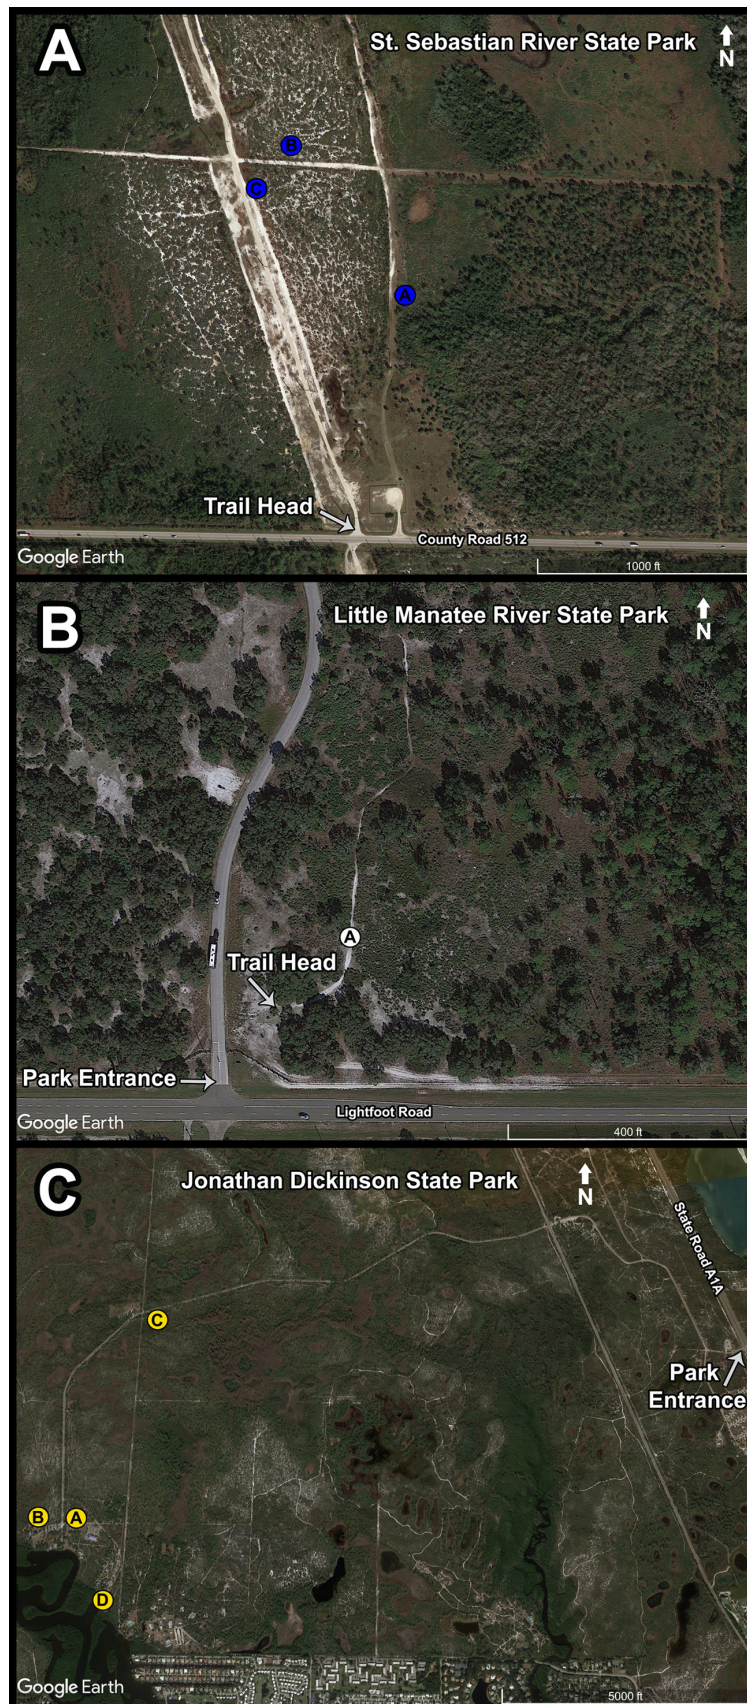 A
St. Sebastian River State Park
N
B
C
A
Trail Head
County Road 512
Google Earth
1000 ft
B
Little Manatee River State Park
N
A
Trail Head
Park Entrance
Lightfoot Road
Google Earth
400 ft
C
Jonathan Dickinson State Park
N
State Road A1A
C
Park
Entrance
B
A
D
Google Earth
5000 ft